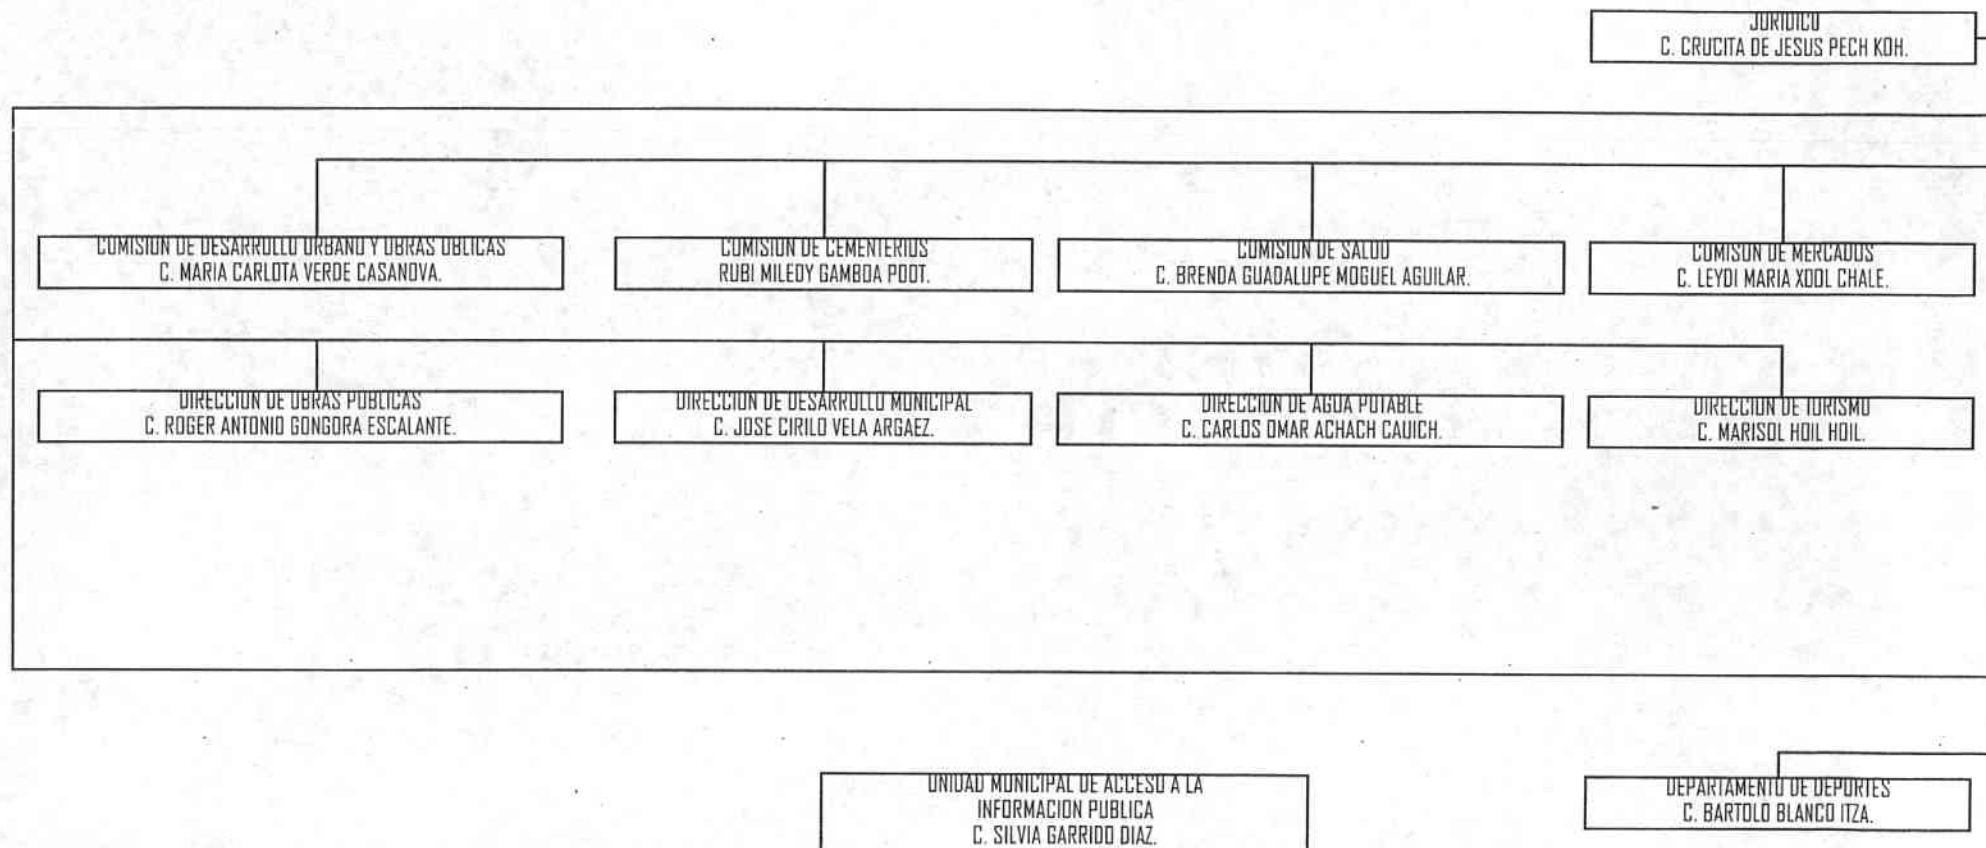 JURIDICO
C. CRUCITA DE JESUS PECH KOH.
COMISION DE DESARROLLO URBANO Y OBRAS ÚBLICAS
C. MARIA CARLOTA VERDE CASANOVA.
COMISION DE CEMENTERIOS
RUBI MILEDY GAMBOA POOT.
COMISION DE SALUD
C. BRENDA GUADALUPE MOGUEL AGUILAR.
COMISON DE MERCADOS
C. LEYDI MARIA XOOL CHALE.
DIRECCION DE OBRAS PUBLICAS
C. ROGER ANTONIO GONGORA ESCALANTE.
DIRECCION DE DESARROLLO MUNICIPAL
C. JOSE CIRILO VELA ARGAEZ.
DIRECCION DE AGUA POTABLE
C. CARLOS OMAR ACHACH CAUICH.
DIRECCION DE TURISMO
C. MARISOL HOIL HOIL.
UNIDAD MUNICIPAL DE ACCESO A LA
INFORMACION PUBLICA
C. SILVIA GARRIDO DIAZ.
DEPARTAMENTO DE DEPORTES
C. BARTOLO BLANCO ITZA.